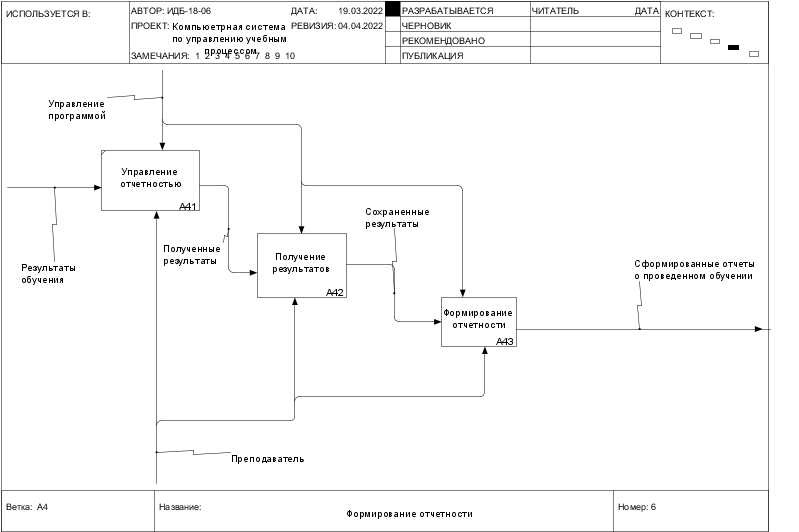 ИСПОЛЬЗУЕТСЯ В:
АВТОР: ИДБ-18-06
ДАТА: 19.03.2022
РАЗРАБАТЫВАЕТСЯ
ЧИТАТЕЛЬ
ДАТА
КОНТЕКСТ:
ПРОЕКТ: Компьюетрная система
по управлению учебным
процессом
РЕВИЗИЯ: 04.04.2022
ЧЕРНОВИК
РЕКОМЕНДОВАНО
ЗАМЕЧАНИЯ: 1 2 3 4 5 6 7 8 9 10
ПУБЛИКАЦИЯ
Управление
программой
Управление
отчетностью
A41
Результаты
обучения
Полученные
результаты
Получение
результатов
A42
Сохраненные
результаты
Формирование
отчетности
A43
Сформированные отчеты
о проведенном обучении
Преподаватель
Ветка: A4
Название:
Формирование отчетности
Номер: 6